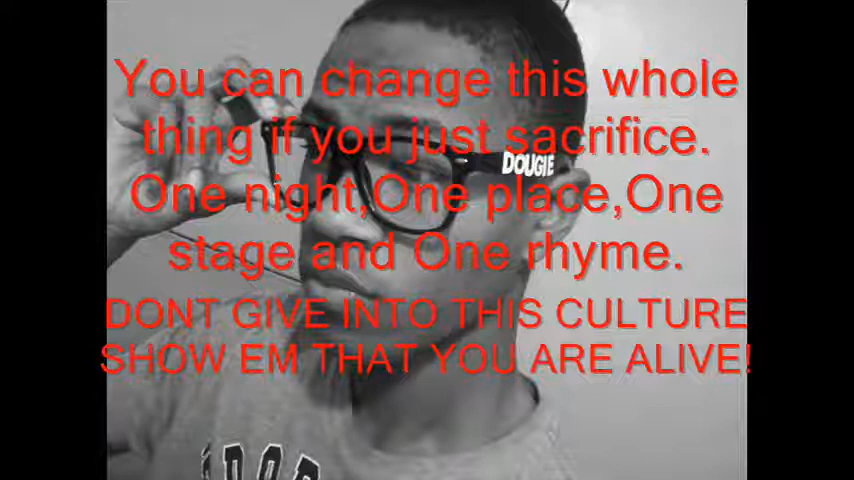 You can change this whole
thing if you just sacrifice.
One night,One place,One
stage and One rhyme.
DONT GIVE INTO THIS CULTURE
SHOW EM THAT YOU ARE ALIVE!
DOUGIE